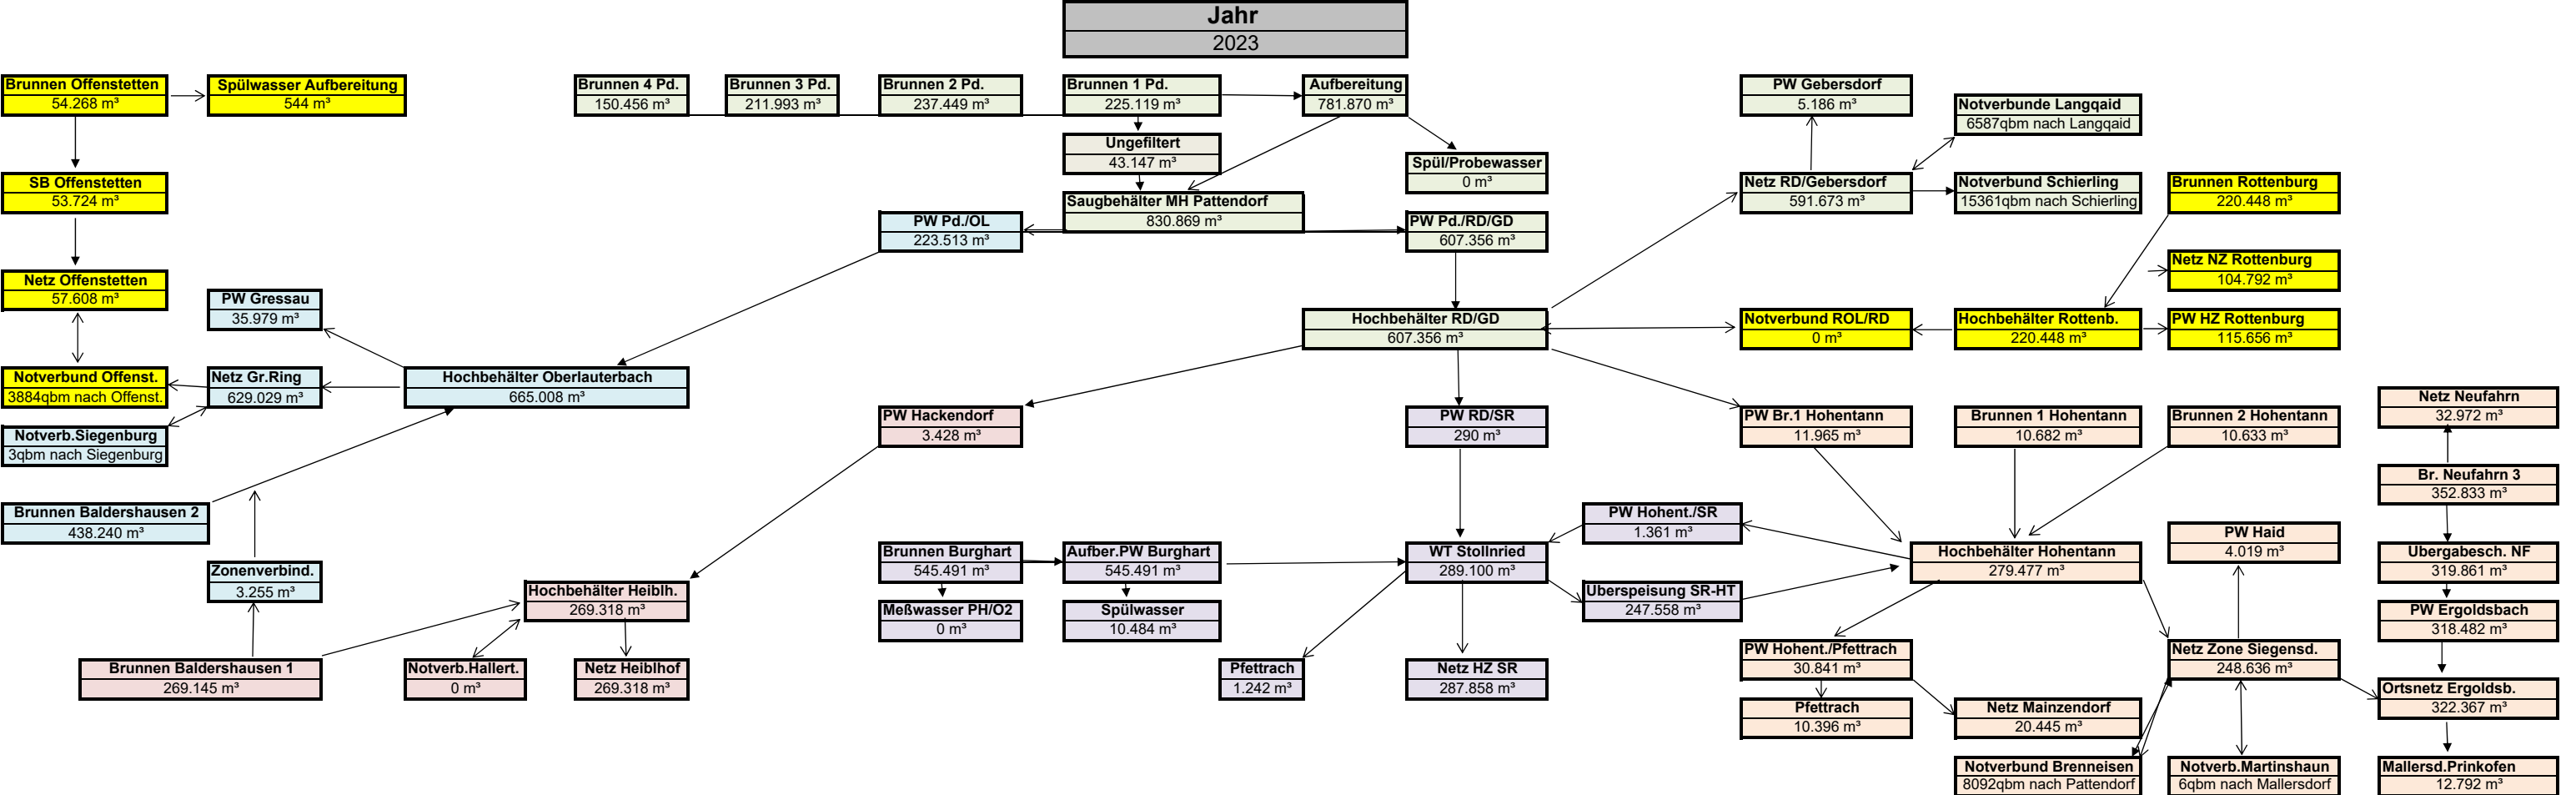 Jahr
2023
Brunnen Offenstetten
54.268 m³
Spülwasser Aufbereitung
544 m³
Brunnen 4 Pd.
150.456 m³
Brunnen 3 Pd.
211.993 m³
Brunnen 2 Pd.
237.449 m³
Brunnen 1 Pd.
225.119 m³
Aufbereitung
781.870 m³
PW Gebersdorf
5.186 m³
Notverbunde Langqaid
6587qbm nach Langqaid
Ungefiltert
43.147 m³
Spül/Probewasser
0 m³
SB Offenstetten
53.724 m³
Netz RD/Gebersdorf
591.673 m³
Notverbund Schierling
15361qbm nach Schierling
Brunnen Rottenburg
220.448 m³
Saugbehälter MH Pattendorf
830.869 m³
PW Pd./OL
223.513 m³
PW Pd./RD/GD
607.356 m³
Netz NZ Rottenburg
104.792 m³
Netz Offenstetten
57.608 m³
PW Gressau
35.979 m³
Hochbehälter RD/GD
607.356 m³
Notverbund ROL/RD
0 m³
Hochbehälter Rottenb.
220.448 m³
PW HZ Rottenburg
115.656 m³
Notverbund Offenst.
3884qbm nach Offenst.
Netz Gr.Ring
629.029 m³
Hochbehälter Oberlauterbach
665.008 m³
Netz Neufahrn
32.972 m³
PW Hackendorf
3.428 m³
PW RD/SR
290 m³
PW Br.1 Hohentann
11.965 m³
Brunnen 1 Hohentann
10.682 m³
Brunnen 2 Hohentann
10.633 m³
Notverb.Siegenburg
3qbm nach Siegenburg
Br. Neufahrn 3
352.833 m³
Brunnen Baldershausen 2
438.240 m³
PW Hohent./SR
1.361 m³
PW Haid
4.019 m³
Brunnen Burghart
545.491 m³
Aufber.PW Burghart
545.491 m³
WT Stollnried
289.100 m³
Hochbehälter Hohentann
279.477 m³
Übergabesch. NF
319.861 m³
Zonenverbind.
3.255 m³
Hochbehälter Heiblh.
269.318 m³
Überspeisung SR-HT
247.558 m³
Meßwasser PH/O2
0 m³
Spülwasser
10.484 m³
PW Ergoldsbach
318.482 m³
PW Hohent./Pfettrach
30.841 m³
Netz Zone Siegensd.
248.636 m³
Brunnen Baldershausen 1
269.145 m³
Notverb.Hallert.
0 m³
Netz Heiblhof
269.318 m³
Pfettrach
1.242 m³
Netz HZ SR
287.858 m³
Ortsnetz Ergoldsb.
322.367 m³
Pfettrach
10.396 m³
Netz Mainzendorf
20.445 m³
Notverbund Brenneisen
8092qbm nach Pattendorf
Notverb.Martinshaun
6qbm nach Mallersdorf
Mallersd.Prinkofen
12.792 m³